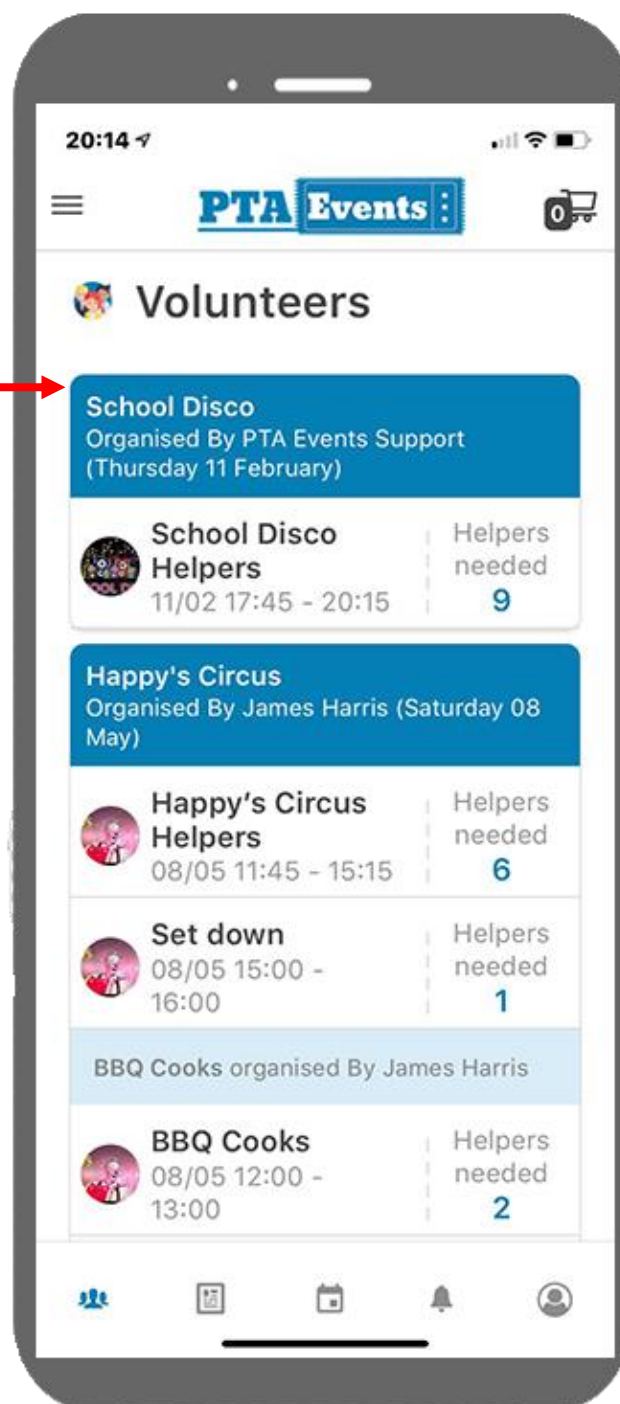 20:14
PTA Events
0
Volunteers
School Disco
Organised By PTA Events Support
(Thursday 11 February)
School Disco
Helpers
11/02 17:45 - 20:15
Helpers
needed
9
Happy's Circus
Organised By James Harris (Saturday 08
May)
Happy’s Circus
Helpers
08/05 11:45 - 15:15
Helpers
needed
6
Set down
08/05 15:00 -
16:00
Helpers
needed
1
BBQ Cooks organised By James Harris
BBQ Cooks
08/05 12:00 -
13:00
Helpers
needed
2